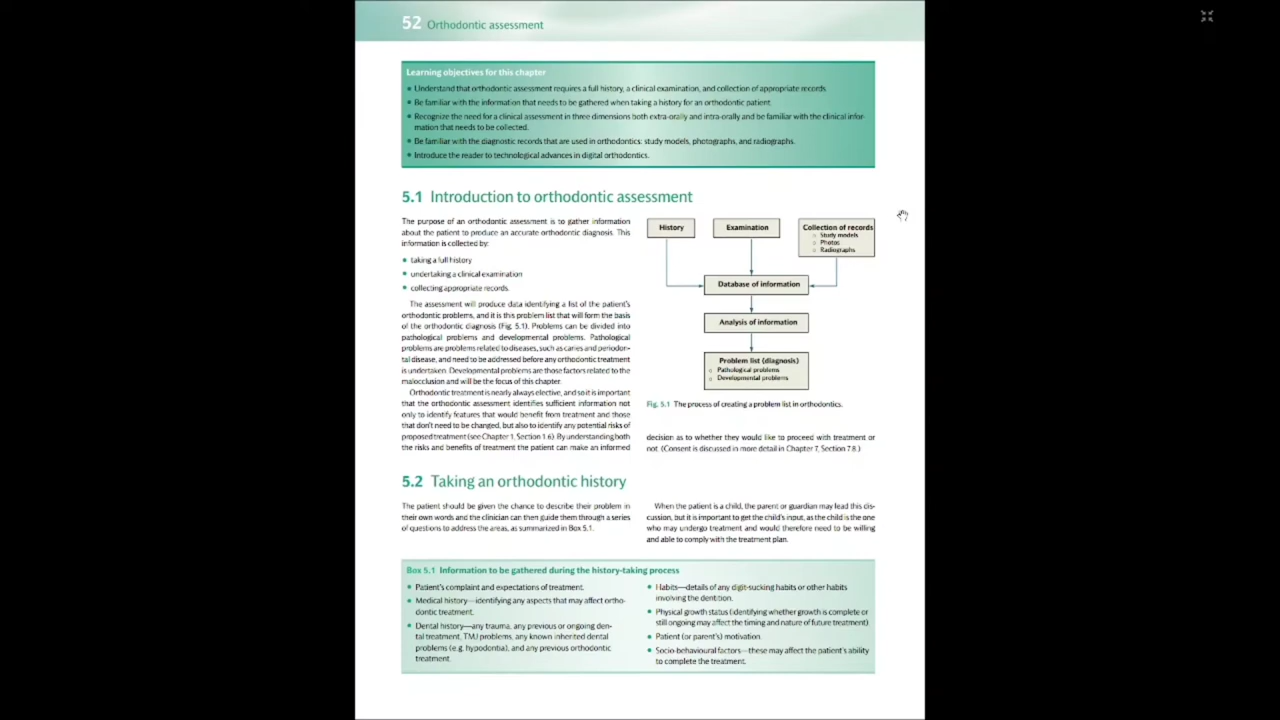 52 Orthodontic assessment
Learning objectives for this chapter
• Understand that orthodontic assessment requires a full history, a clinical examination, and collection of appropriate records.
• Be familiar with the information that needs to be gathered when taking a history for an orthodontic patient.
• Recognize the need for a clinical assessment in three dimensions both extra-orally and intra-orally and be familiar with the clinical infor-
mation that needs to be collected.
• Be familiar with the diagnostic records that are used in orthodontics: study models, photographs, and radiographs.
• Introduce the reader to technological advances in digital orthodontics.
5.1 Introduction to orthodontic assessment
The purpose of an orthodontic assessment is to gather information
about the patient to produce an accurate orthodontic diagnosis. This
information is collected by:
• taking a full history
• undertaking a clinical examination
• collecting appropriate records.
The assessment will produce data identifying a list of the patient's
orthodontic problems, and it is this problem list that will form the basis
of the orthodontic diagnosis (Fig. 5.1). Problems can be divided into
pathological problems and developmental problems. Pathological
problems are problems related to diseases, such as caries and periodon-
tal disease, and need to be addressed before any orthodontic treatment
is undertaken. Developmental problems are those factors related to the
malocclusion and will be the focus of this chapter.
Orthodontic treatment is nearly always elective, and so it is important
that the orthodontic assessment identifies sufficient information not
only to identify features that would benefit from treatment and those
that don't need to be changed, but also to identify any potential risks of
proposed treatment (see Chapter 1, Section 1.6). By understanding both
the risks and benefits of treatment the patient can make an informed
History
Examination
Collection of records
Study models
Photos
Radiographs
Database of information
Analysis of information
Problem list (diagnosis)
Pathological problems
Developmental problems
Fig. 5.1 The process of creating a problem list in orthodontics.
decision as to whether they would like to proceed with treatment or
not. (Consent is discussed in more detail in Chapter 7, Section 7.8.)
5.2 Taking an orthodontic history
The patient should be given the chance to describe their problem in
their own words and the clinician can then guide them through a series
of questions to address the areas, as summarized in Box 5.1.
When the patient is a child, the parent or guardian may lead this dis-
cussion, but it is important to get the child's input, as the child is the one
who may undergo treatment and would therefore need to be willing
and able to comply with the treatment plan.
Box 5.1 Information to be gathered during the history-taking process
• Patient's complaint and expectations of treatment.
• Medical history—identifying any aspects that may affect ortho-
dontic treatment.
• Dental history—any trauma, any previous or ongoing den-
tal treatment, TMJ problems, any known inherited dental
problems (e.g. hypodontia), and any previous orthodontic
treatment.
• Habits—details of any digit-sucking habits or other habits
involving the dentition.
• Physical growth status (identifying whether growth is complete or
still ongoing may affect the timing and nature of future treatment)
• Patient (or parent's) motivation.
• Socio-behavioural factors—these may affect the patient's ability
to complete the treatment.